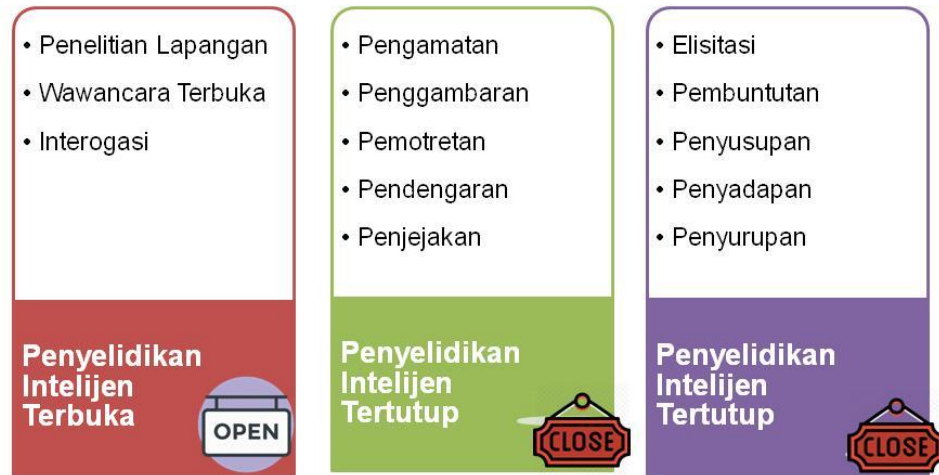 • Penelitian Lapangan
• Wawancara Terbuka
• Interogasi
Penyelidikan
Intelijen
Terbuka
OPEN
• Pengamatan
• Penggambaran
• Pemotretan
• Pendengaran
• Penjejakan
Penyelidikan
Intelijen
Tertutup
CLOSE
• Elisitasi
• Pembuntutan
• Penyusupan
• Penyadapan
• Penyurupan
Penyelidikan
Intelijen
Tertutup
CLOSE